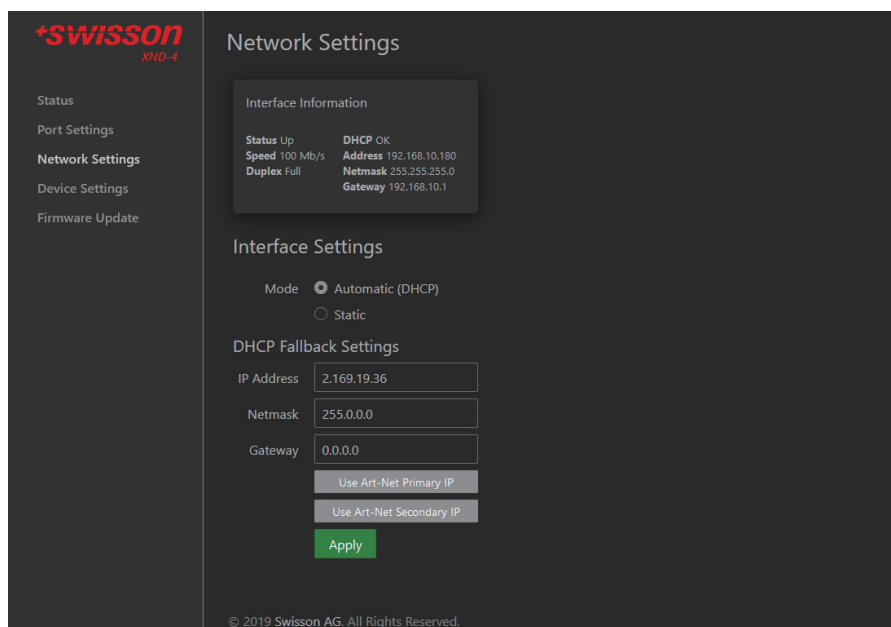 +swisson
XND-4
Status
Port Settings
Network Settings
Device Settings
Firmware Update
Network Settings
Interface Information
Status Up
Speed 100 Mb/s
Duplex Full
DHCP OK
Address 192.168.10.180
Netmask 255.255.255.0
Gateway 192.168.10.1
Interface Settings
Mode Automatic (DHCP)
Static
DHCP Fallback Settings
IP Address 2.169.19.36
Netmask 255.0.0.0
Gateway 0.0.0.0
Use Art-Net Primary IP
Use Art-Net Secondary IP
Apply
© 2019 Swisson AG. All Rights Reserved.